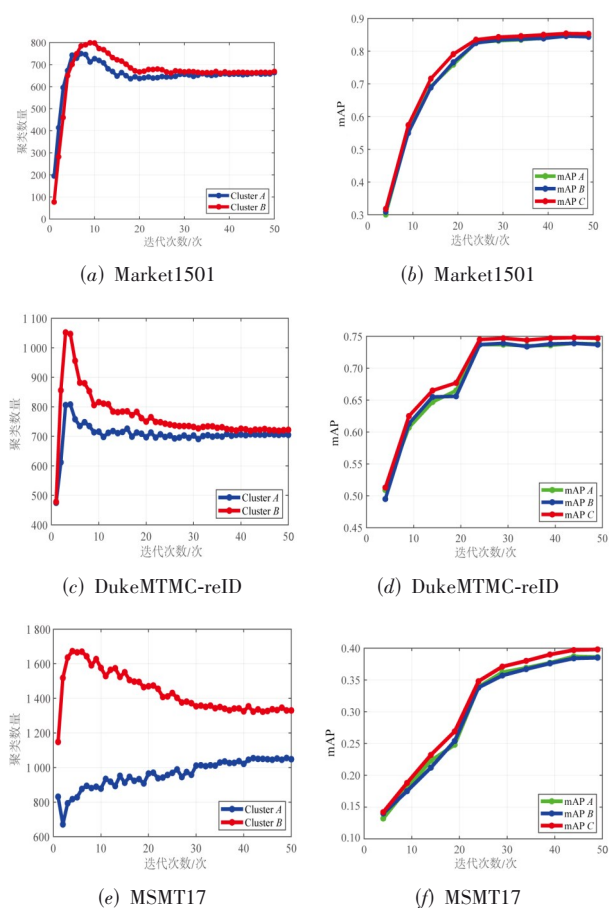 800
700
600
500
400
300
200
100
0
聚类数量
0 10 20 30 40 50
迭代次数/次
Cluster A
Cluster B
(a) Market1501
0.9
0.8
0.7
0.6
0.5
0.4
0.3
mAP
0 10 20 30 40 50
迭代次数/次
mAP A
mAP B
mAP C
(b) Market1501
1 100
1 000
900
800
700
600
500
400
聚类数量
0 10 20 30 40 50
迭代次数/次
Cluster A
Cluster B
(c) DukeMTMC-reID
0.75
0.70
0.65
0.60
0.55
0.50
0.45
mAP
0 10 20 30 40 50
迭代次数/次
mAP A
mAP B
mAP C
(d) DukeMTMC-reID
1 800
1 600
1 400
1 200
1 000
800
600
聚类数量
0 10 20 30 40 50
迭代次数/次
Cluster A
Cluster B
(e) MSMT17
0.40
0.35
0.30
0.25
0.20
0.15
0.10
mAP
0 10 20 30 40 50
迭代次数/次
mAP A
mAP B
mAP C
(f) MSMT17